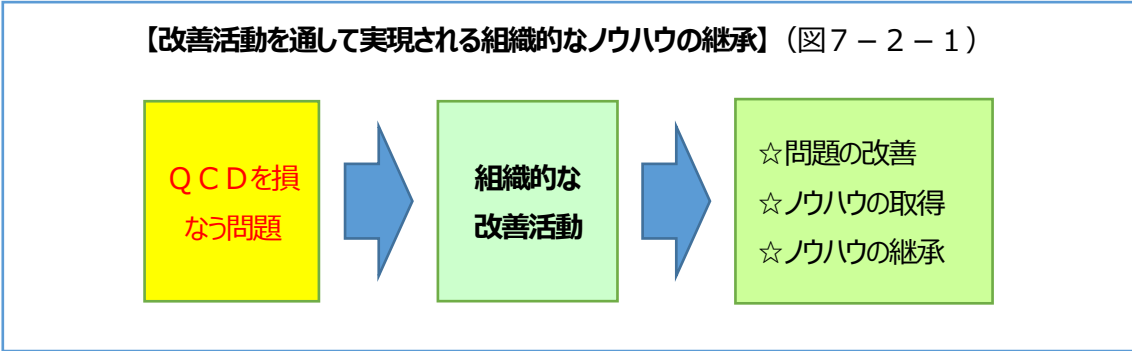 【改善活動を通して実現される組織的なノウハウの継承】（図７－２－１）
ＱＣＤを損
なう問題
組織的な
改善活動
☆問題の改善
☆ノウハウの取得
☆ノウハウの継承